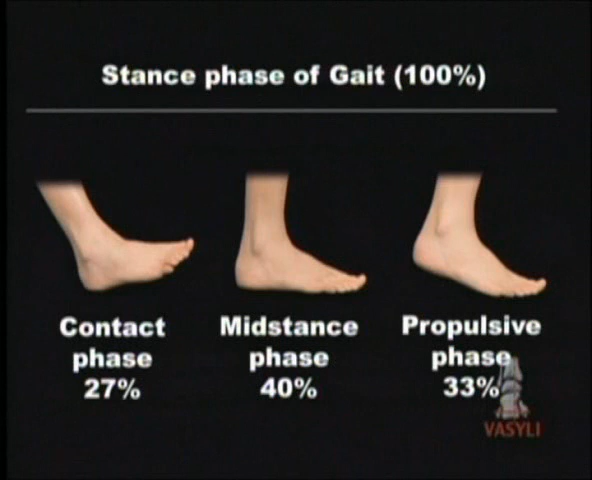 Stance phase of Gait (100%)
Contact
phase
27%
Midstance
phase
40%
Propulsive
phase
33%
VASYLI